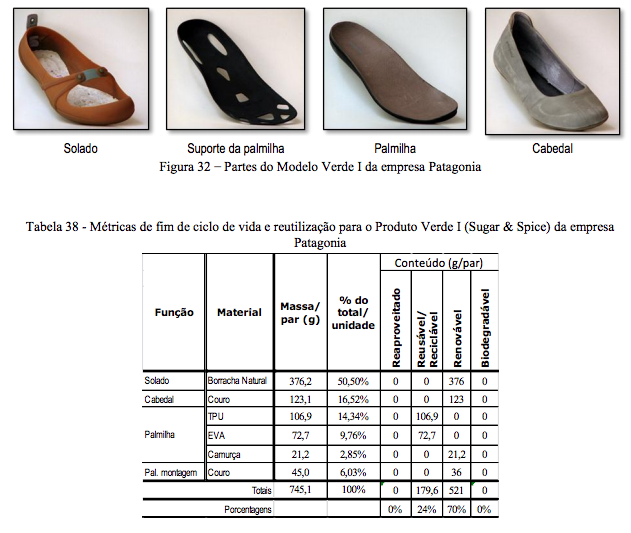 Solado
Suporte da palmilha
Palmilha
Cabedal
Figura 32 – Partes do Modelo Verde I da empresa Patagonia
Tabela 38 - Métricas de fim de ciclo de vida e reutilização para o Produto Verde I (Sugar & Spice) da empresa
Patagonia
Conteúdo (g/par)
Função
Material
Massa/
par (g)
% do
total/
unidade
Reaproveitado
Reusável/
Reciclável
Renovável
Biodegradável
Solado Borracha Natural 376,2 50,50% 0 0 376 0
Cabedal Couro 123,1 16,52% 0 0 123 0
Palmilha TPU 106,9 14,34% 0 106,9 0 0
EVA 72,7 9,76% 0 72,7 0 0
Camurça 21,2 2,85% 0 0 21,2 0
Pal. montagem Couro 45,0 6,03% 0 0 36 0
Totais 745,1 100% 0 179,6 521 0
Porcentagens 0% 24% 70% 0%